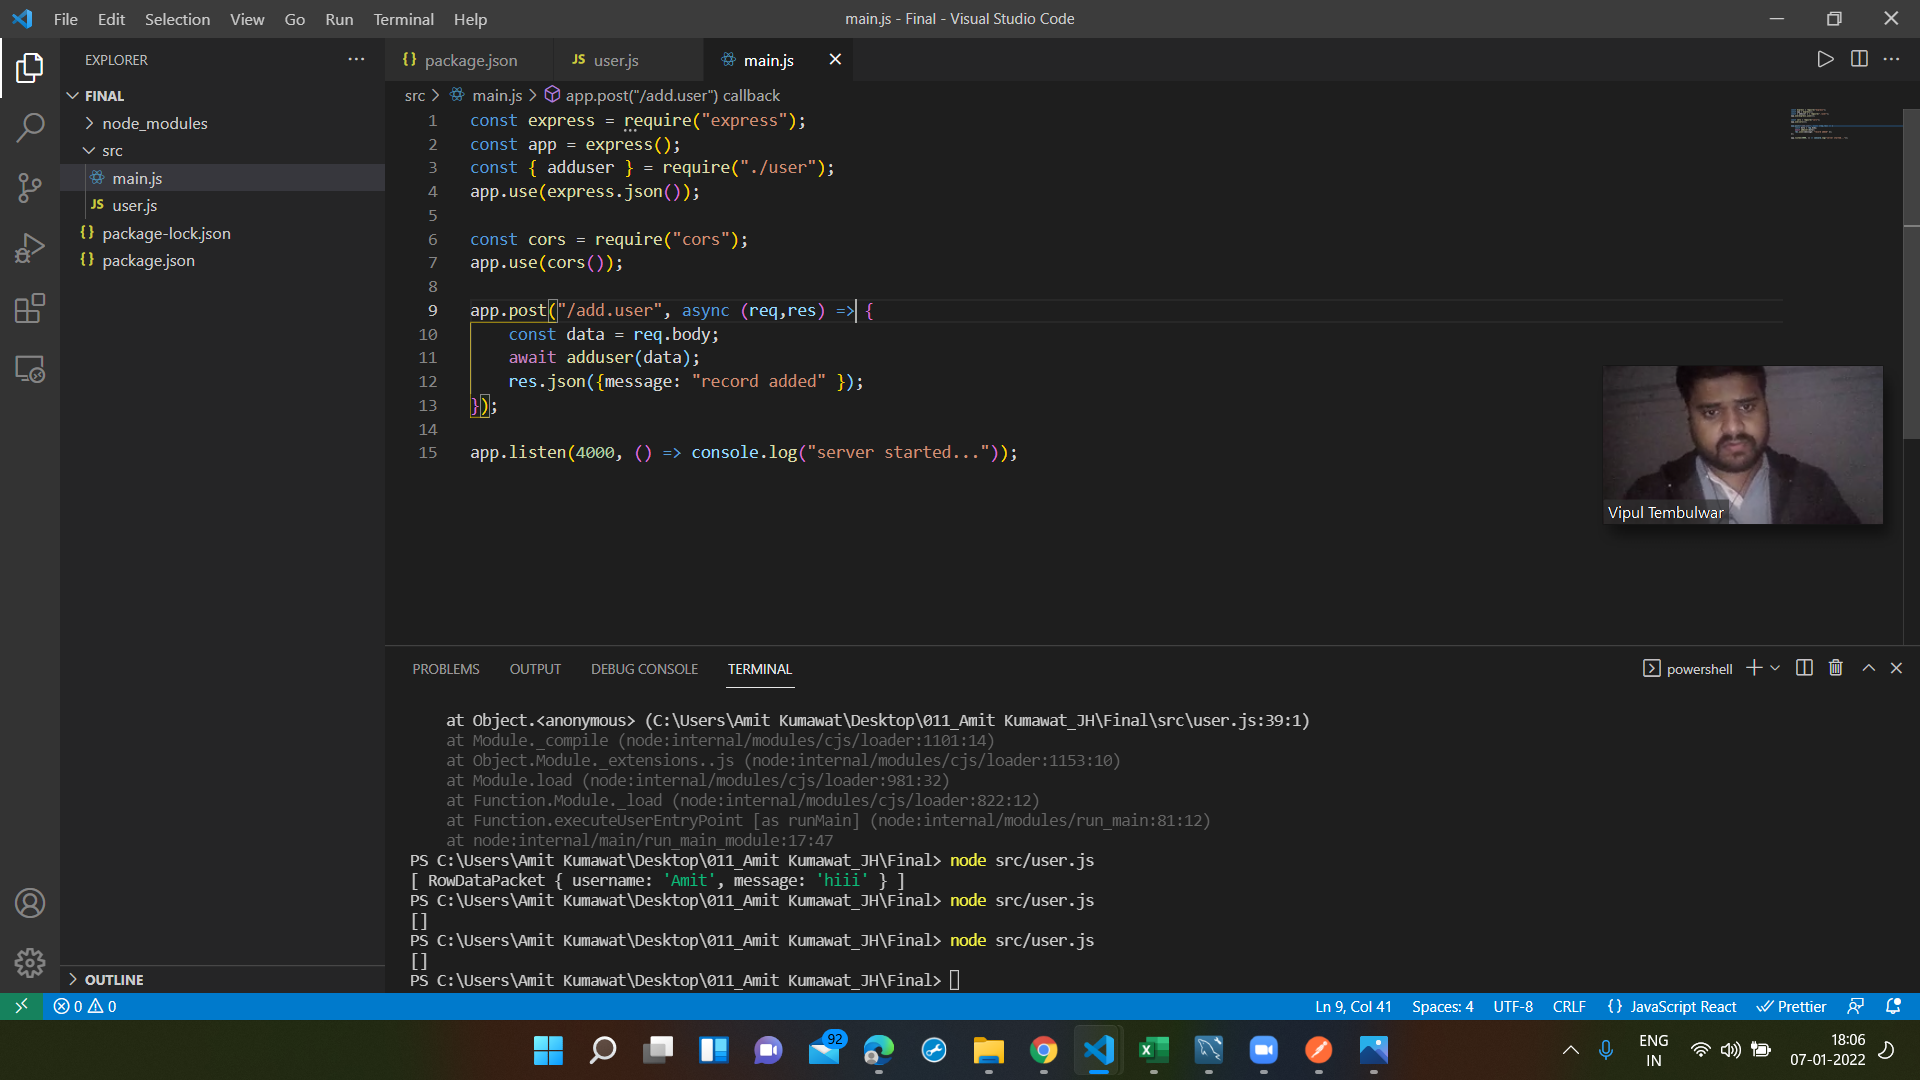 File Edit Selection View Go Run Terminal Help
main.js - Final - Visual Studio Code
EXPLORER
FINAL
node_modules
src
main.js
JS user.js
{} package-lock.json
{} package.json
OUTLINE
{} package.json
JS user.js
main.js
src > main.js > app.post("/add.user") callback
1 const express = require("express");
2 const app = express();
3 const { adduser } = require("./user");
4 app.use(express.json());
5
6 const cors = require("cors");
7 app.use(cors());
8
9 app.post("/add.user", async (req,res) => {
10 const data = req.body;
11 await adduser(data);
12 res.json({message: "record added" });
13 });
14
15 app.listen(4000, () => console.log("server started..."));
Vipul Tembulwar
PROBLEMS OUTPUT DEBUG CONSOLE TERMINAL
powershell
at Object.<anonymous> (C:\Users\Amit Kumawat\Desktop\011_Amit Kumawat_JH\Final\src\user.js:39:1)
at Module._compile (node:internal/modules/cjs/loader:1101:14)
at Object.Module._extensions..js (node:internal/modules/cjs/loader:1153:10)
at Module.load (node:internal/modules/cjs/loader:981:32)
at Function.Module._load (node:internal/modules/cjs/loader:822:12)
at Function.executeUserEntryPoint [as runMain] (node:internal/modules/run_main:81:12)
at node:internal/main/run_main_module:17:47
PS C:\Users\Amit Kumawat\Desktop\011_Amit Kumawat_JH\Final> node src/user.js
[ RowDataPacket { username: 'Amit', message: 'hiii' } ]
PS C:\Users\Amit Kumawat\Desktop\011_Amit Kumawat_JH\Final> node src/user.js
[]
PS C:\Users\Amit Kumawat\Desktop\011_Amit Kumawat_JH\Final> node src/user.js
[]
PS C:\Users\Amit Kumawat\Desktop\011_Amit Kumawat_JH\Final>
0 0
Ln 9, Col 41 Spaces: 4 UTF-8 CRLF {} JavaScript React Prettier
92
ENG
IN
18:06
07-01-2022